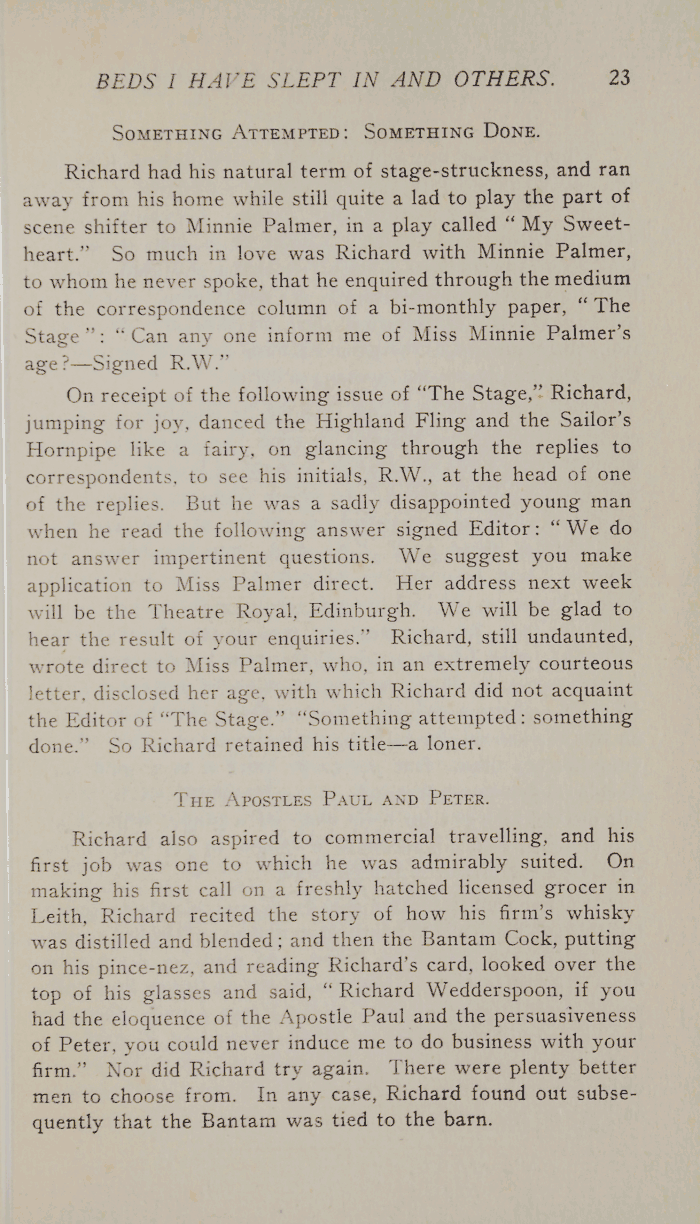 BEDS I HAVE SLEPT IN AND OTHERS. 23
SOMETHING ATTEMPTED: SOMETHING DONE.
Richard had his natural term of stage-struckness, and ran
away from his home while still quite a lad to play the part of
scene shifter to Minnie Palmer, in a play called “ My Sweet-
heart.” So much in love was Richard with Minnie Palmer,
to whom he never spoke, that he enquired through the medium
of the correspondence column of a bi-monthly paper, “ The
Stage ” : “ Can any one inform me of Miss Minnie Palmer’s
age ?—Signed R.W.”
On receipt of the following issue of “The Stage,” Richard,
jumping for joy, danced the Highland Fling and the Sailor’s
Hornpipe like a fairy, on glancing through the replies to
correspondents, to see his initials, R.W., at the head of one
of the replies. But he was a sadly disappointed young man
when he read the following answer signed Editor: “ We do
not answer impertinent questions. We suggest you make
application to Miss Palmer direct. Her address next week
will be the Theatre Royal, Edinburgh. We will be glad to
hear the result of your enquiries.” Richard, still undaunted,
wrote direct to Miss Palmer, who, in an extremely courteous
letter, disclosed her age, with which Richard did not acquaint
the Editor of “The Stage.” “Something attempted : something
done.” So Richard retained his title—a loner.
THE APOSTLES PAUL AND PETER.
Richard also aspired to commercial travelling, and his
first job was one to which he was admirably suited. On
making his first call on a freshly hatched licensed grocer in
Leith, Richard recited the story of how his firm’s whisky
was distilled and blended ; and then the Bantam Cock, putting
on his pince-nez, and reading Richard’s card, looked over the
top of his glasses and said, “ Richard Wedderspoon, if you
had the eloquence of the Apostle Paul and the persuasiveness
of Peter, you could never induce me to do business with your
firm.” Nor did Richard try again. There were plenty better
men to choose from. In any case, Richard found out subse-
quently that the Bantam was tied to the barn.